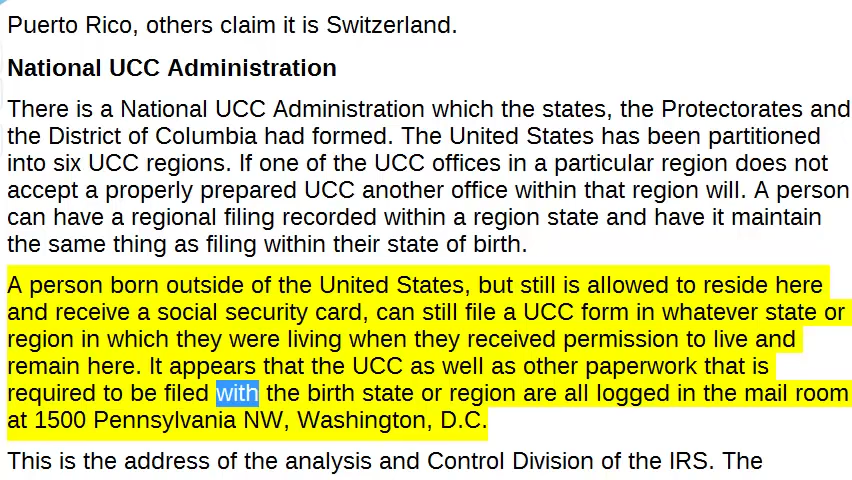 Puerto Rico, others claim it is Switzerland.
National UCC Administration
There is a National UCC Administration which the states, the Protectorates and
the District of Columbia had formed. The United States has been partitioned
into six UCC regions. If one of the UCC offices in a particular region does not
accept a properly prepared UCC another office within that region will. A person
can have a regional filing recorded within a region state and have it maintain
the same thing as filing within their state of birth.
A person born outside of the United States, but still is allowed to reside here
and receive a social security card, can still file a UCC form in whatever state or
region in which they were living when they received permission to live and
remain here. It appears that the UCC as well as other paperwork that is
required to be filed with the birth state or region are all logged in the mail room
at 1500 Pennsylvania NW, Washington, D.C.
This is the address of the analysis and Control Division of the IRS. The